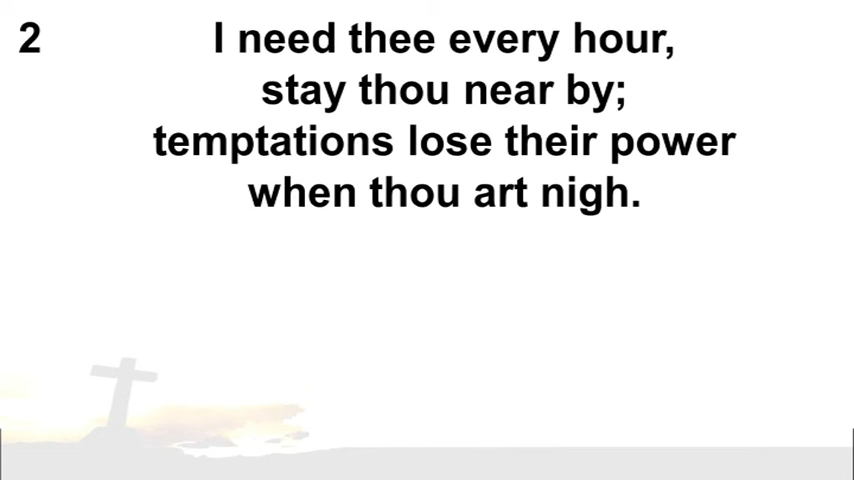 2
I need thee every hour,
stay thou near by;
temptations lose their power
when thou art nigh.